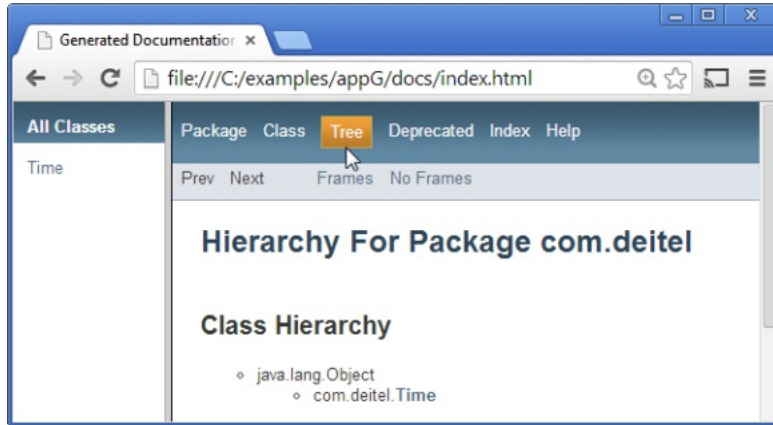 Generated Documentation
file:///C:/examples/appG/docs/index.html
All Classes
Time
Package Class Tree Deprecated Index Help
Prev Next Frames No Frames
Hierarchy For Package com.deitel
Class Hierarchy
java.lang.Object
com.deitel.Time